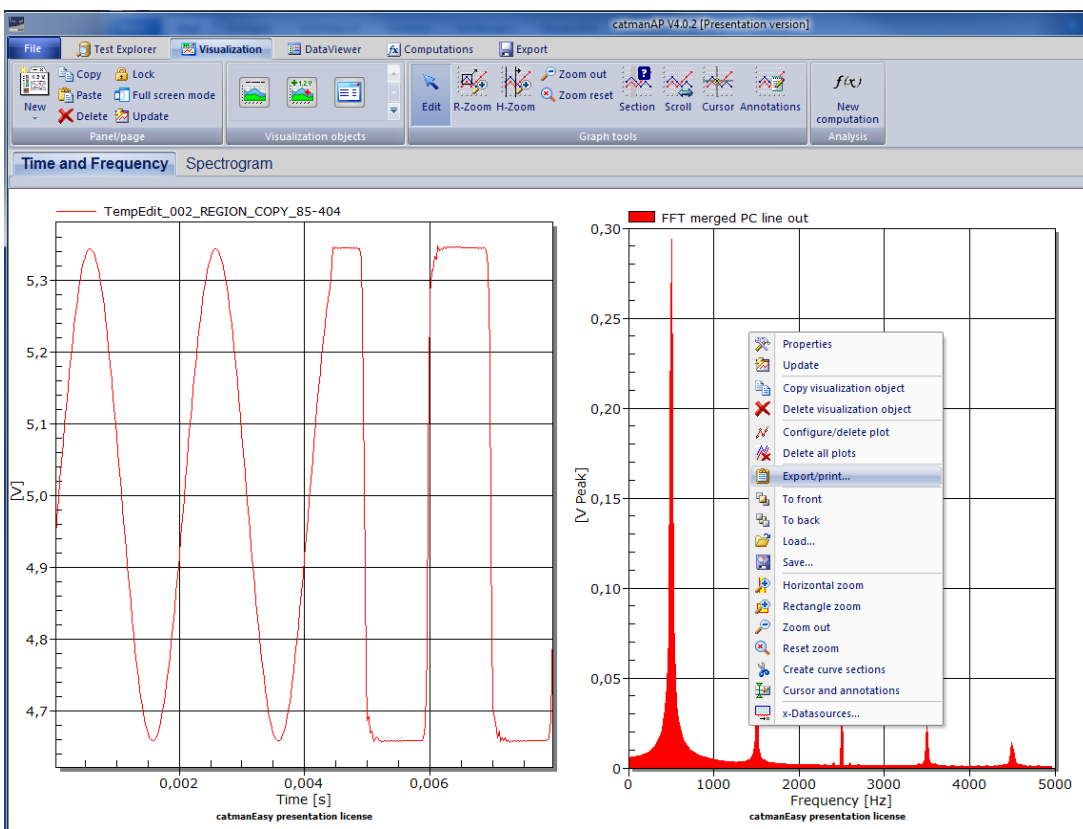 catmanAP V4.0.2 [Presentation version]
File Test Explorer Visualization DataViewer fx Computations Export
New
Copy
Paste
Delete
Lock
Full screen mode
Update
Panel/page
Visualization objects
Edit R-Zoom H-Zoom
Zoom out
Zoom reset
Section Scroll Cursor Annotations
Graph tools
f(x)
New
computation
Analysis
Time and Frequency Spectrogram
TempEdit_002_REGION_COPY_85-404
5,3
5,2
5,1
5,0
[V]
4,9
4,8
4,7
0,002 0,004 0,006
Time [s]
catmanEasy presentation license
FFT merged PC line out
0,30
0,25
0,20
0,15
[V Peak]
0,10
0,05
0
0 1000 2000 3000 4000 5000
Frequency [Hz]
catmanEasy presentation license
Properties
Update
Copy visualization object
Delete visualization object
Configure/delete plot
Delete all plots
Export/print...
To front
To back
Load...
Save...
Horizontal zoom
Rectangle zoom
Zoom out
Reset zoom
Create curve sections
Cursor and annotations
x-Datasources...